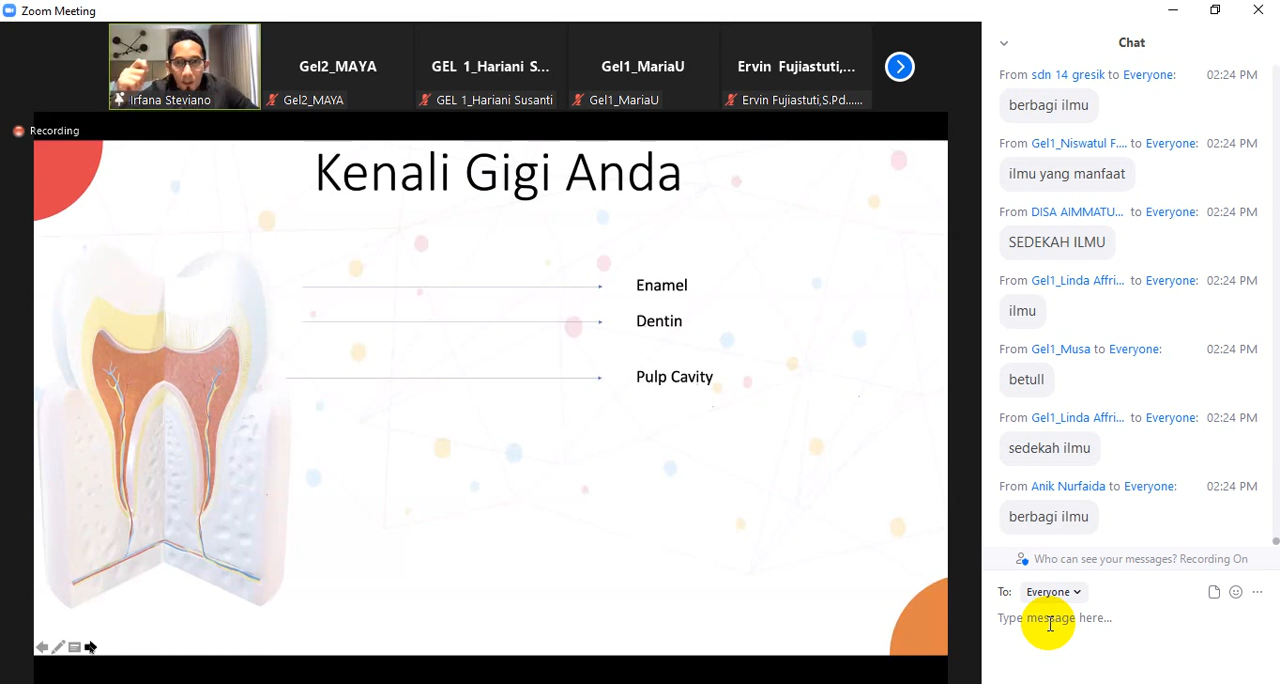 Zoom Meeting
Gel2_MAYA
GEL 1_Hariani S...
Gel1_MariaU
Ervin Fujiastuti,...
Irfana Steviano
Gel2_MAYA
GEL 1_Hariani Susanti
Gel1_MariaU
Ervin Fujiastuti,S.Pd......
Recording
Kenali Gigi Anda
Enamel
Dentin
Pulp Cavity
Chat
From sdn 14 gresik to Everyone: 02:24 PM
berbagi ilmu
From Gel1_Niswatul F.... to Everyone: 02:24 PM
ilmu yang manfaat
From DISA AIMMATU... to Everyone: 02:24 PM
SEDEKAH ILMU
From Gel1_Linda Affri... to Everyone: 02:24 PM
ilmu
From Gel1_Musa to Everyone: 02:24 PM
betull
From Gel1_Linda Affri... to Everyone: 02:24 PM
sedekah ilmu
From Anik Nurfaida to Everyone: 02:24 PM
berbagi ilmu
Who can see your messages? Recording On
To: Everyone
Type message here...